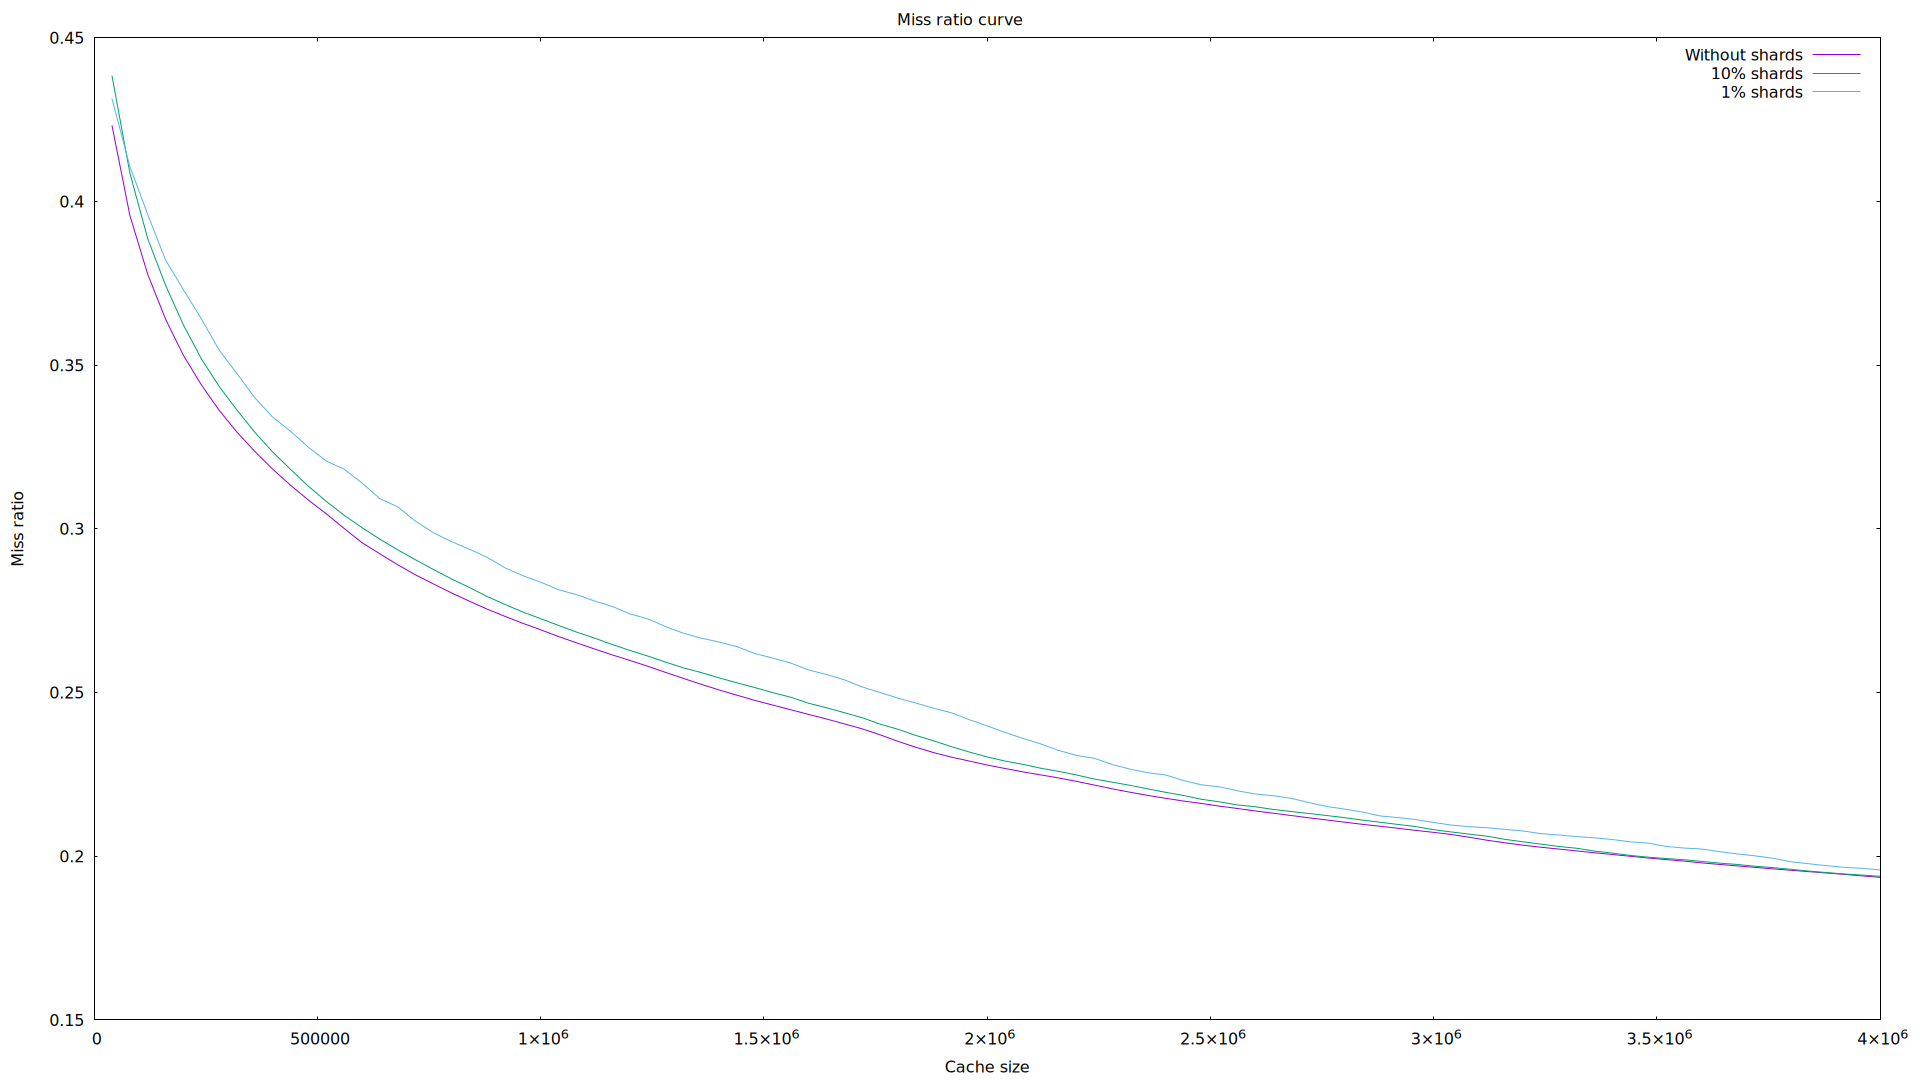 Miss ratio curve
Without shards
10% shards
1% shards
0.45
0.4
0.35
0.3
0.25
0.2
0.15
Miss ratio
0 500000 1×10⁶ 1.5×10⁶ 2×10⁶ 2.5×10⁶ 3×10⁶ 3.5×10⁶ 4×10⁶
Cache size